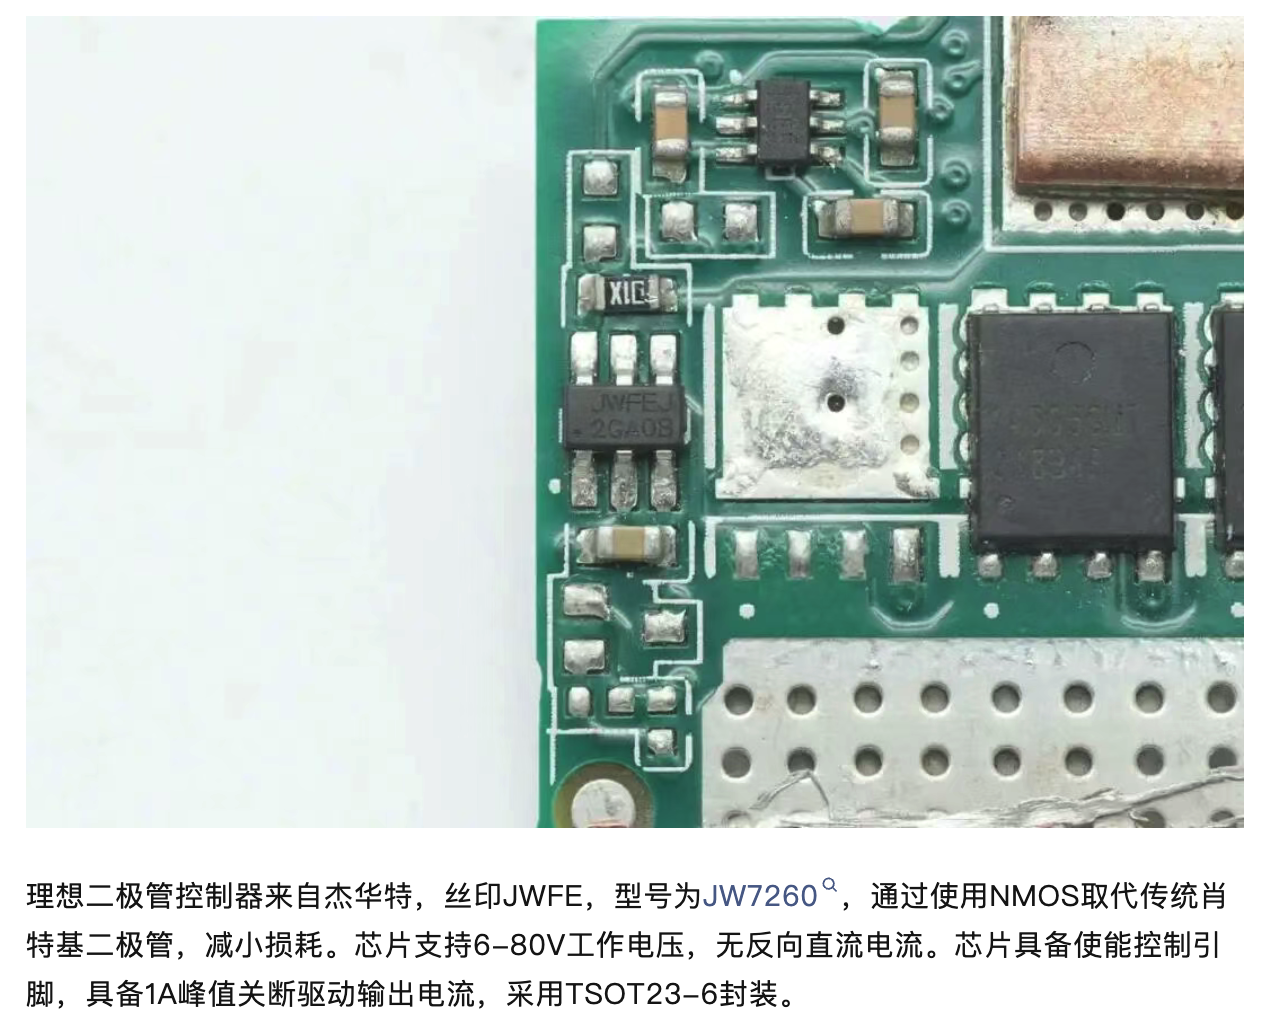 X10
JWFEJ
2GA0B
理想二极管控制器来自杰华特，丝印JWFE，型号为JW7260，通过使用NMOS取代传统肖
特基二极管，减小损耗。芯片支持6-80V工作电压，无反向直流电流。芯片具备使能控制引
脚，具备1A峰值关断驱动输出电流，采用TSOT23-6封装。